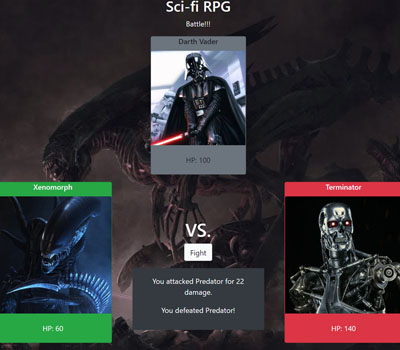 Sci-fi RPG
Battle!!!
Darth Vader
HP: 100
Xenomorph
HP: 60
VS.
Fight
You attacked Predator for 22
damage.
You defeated Predator!
Terminator
HP: 140